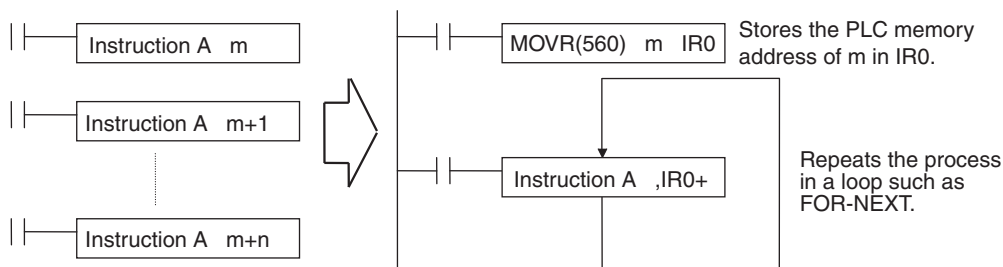 Instruction A m
Instruction A m+1
Instruction A m+n
MOVR(560) m IR0
Stores the PLC memory
address of m in IR0.
Instruction A ,IR0+
Repeats the process
in a loop such as
FOR-NEXT.